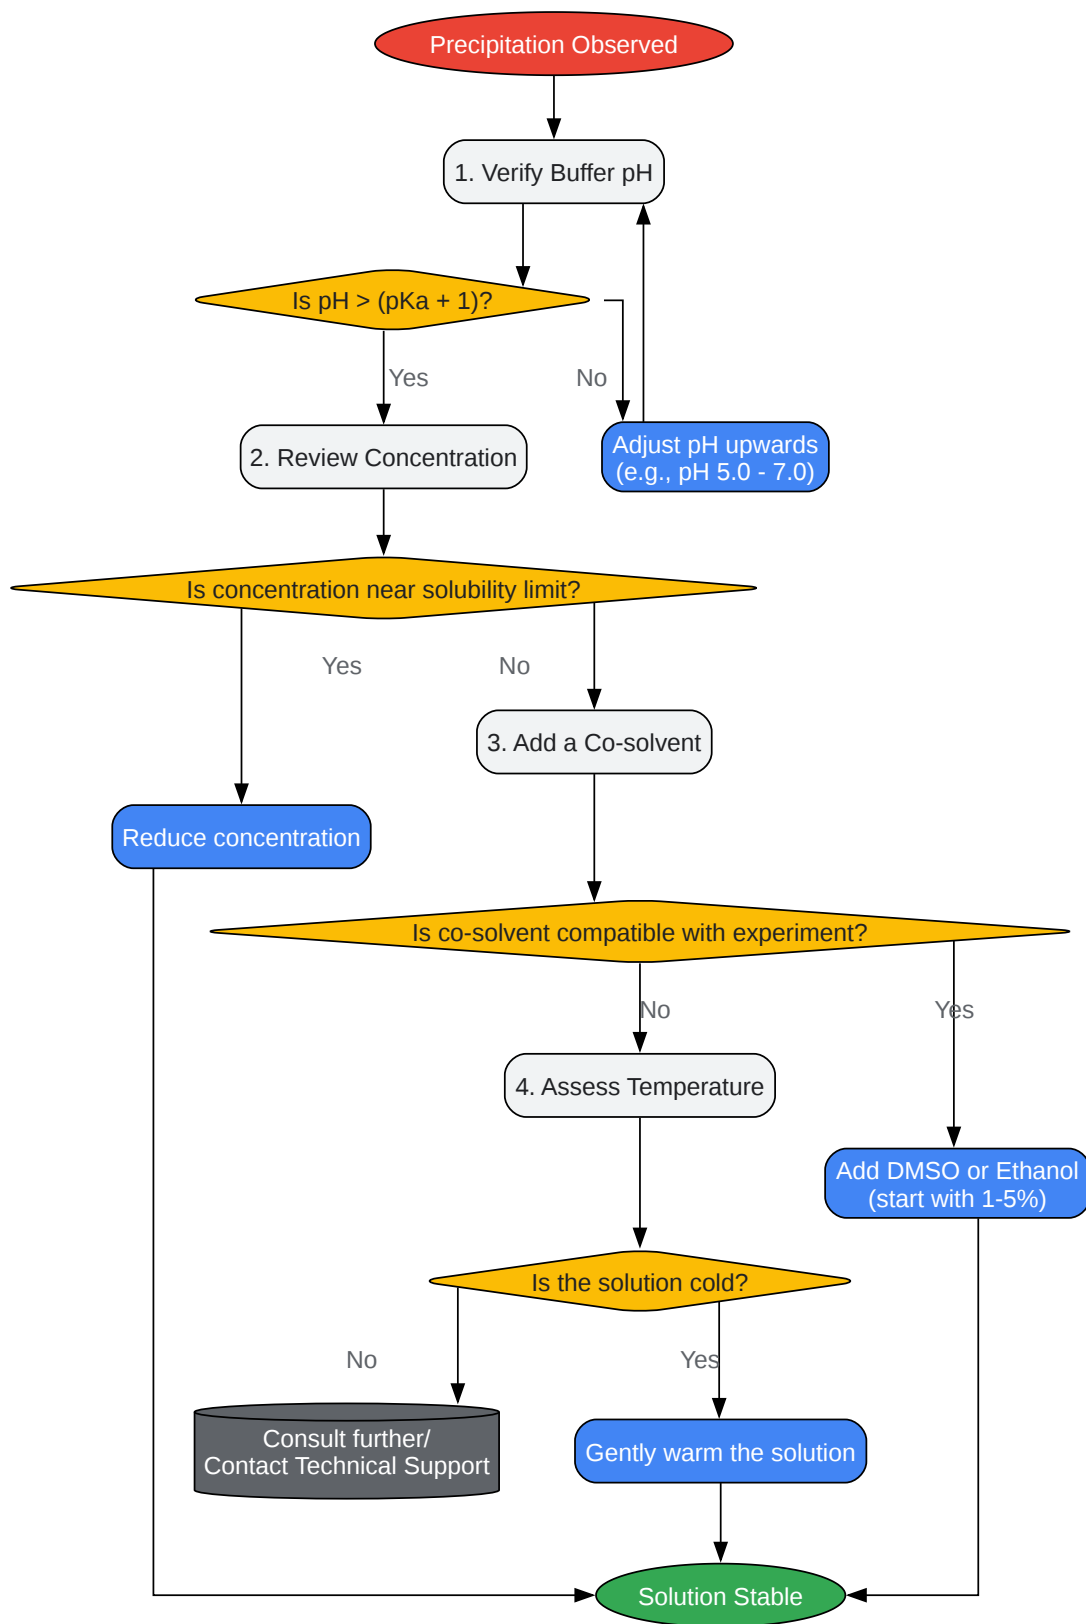 Precipitation Observed
1. Verify Buffer pH
Is pH > (pKa + 1)?
Yes
No
Adjust pH upwards
(e.g., pH 5.0 - 7.0)
2. Review Concentration
Is concentration near solubility limit?
Yes
No
3. Add a Co-solvent
Reduce concentration
Is co-solvent compatible with experiment?
No
Yes
4. Assess Temperature
Add DMSO or Ethanol
(start with 1-5%)
Is the solution cold?
No
Yes
Consult further/
Contact Technical Support
Gently warm the solution
Solution Stable